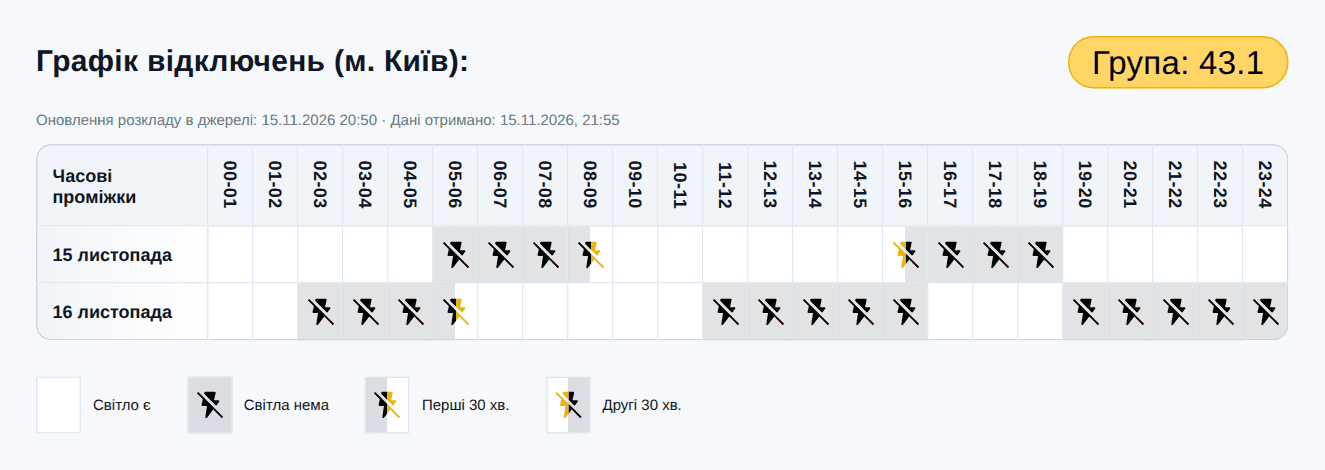 Графік відключень (м. Київ):
Група: 43.1
Оновлення розкладу в джерелі: 15.11.2026 20:50 · Дані отримано: 15.11.2026, 21:55
Часові
проміжки
00-01
01-02
02-03
03-04
04-05
05-06
06-07
07-08
08-09
09-10
10-11
11-12
12-13
13-14
14-15
15-16
16-17
17-18
18-19
19-20
20-21
21-22
22-23
23-24
15 листопада
16 листопада
Світло є
Світла нема
Перші 30 хв.
Другі 30 хв.